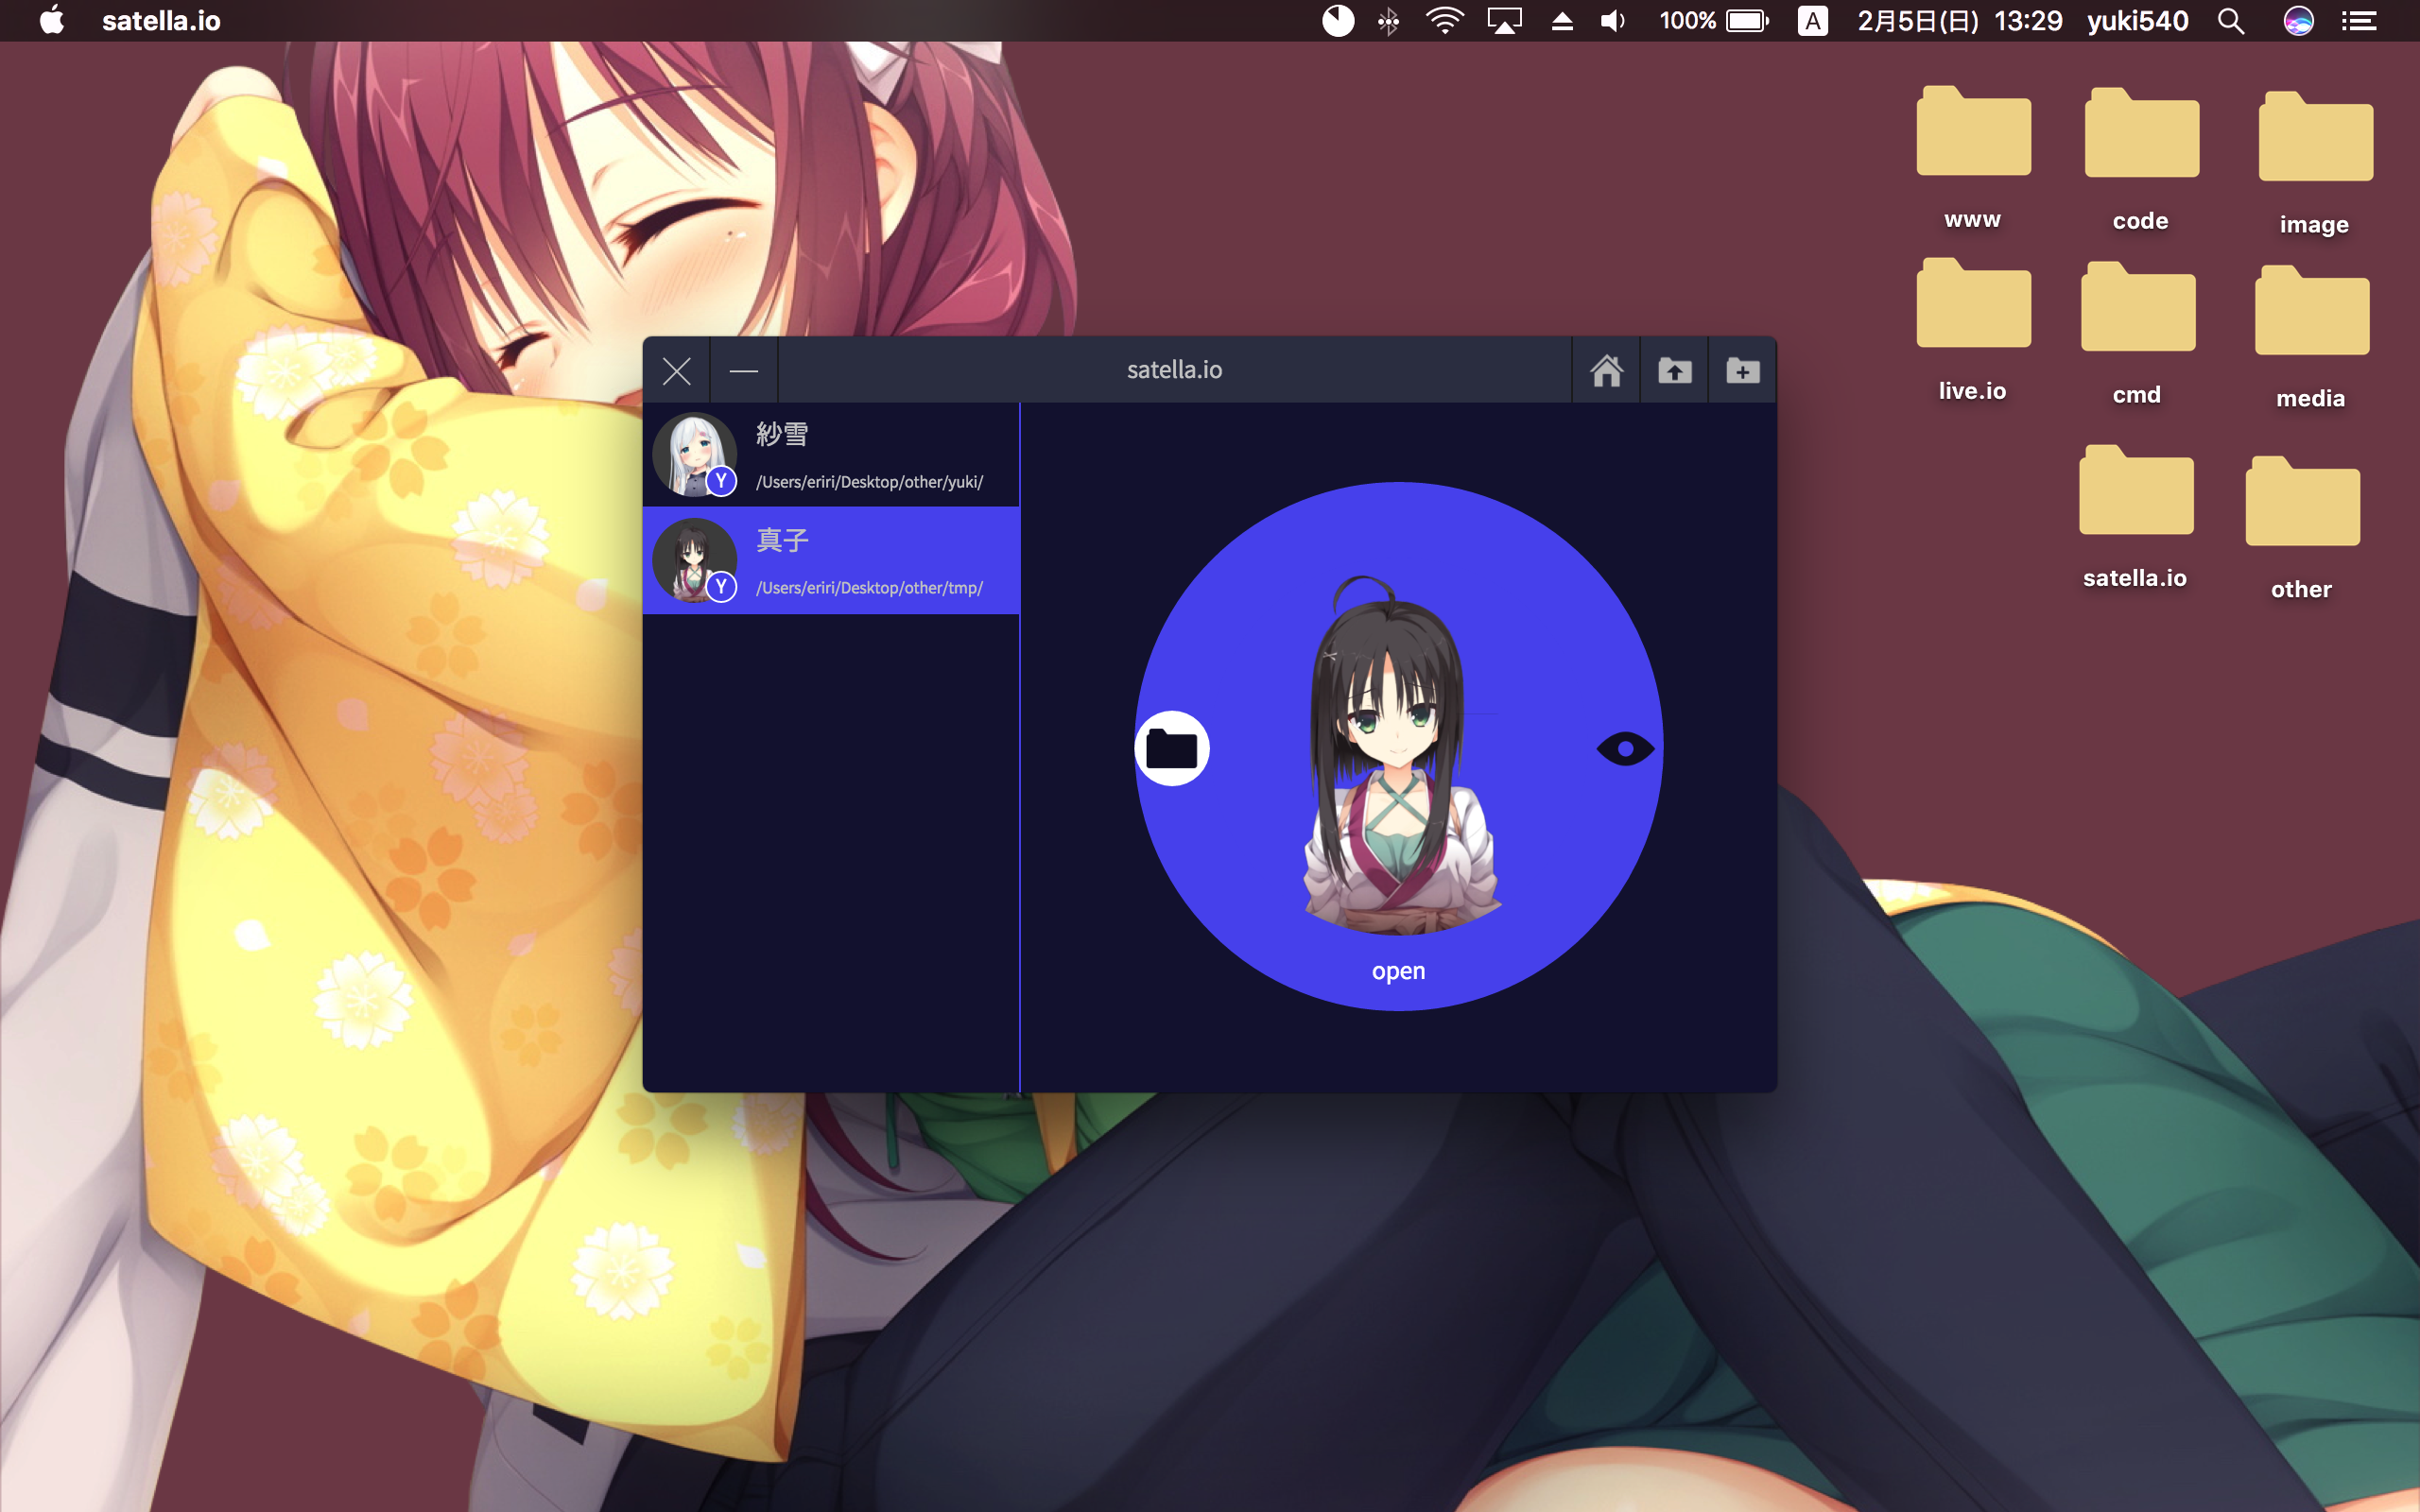 satella.io
100%
A
2月5日(日) 13:29
yuki540
www
code
image
live.io
cmd
media
satella.io
other
satella.io
紗雪
Y
/Users/eriri/Desktop/other/yuki/
真子
Y
/Users/eriri/Desktop/other/tmp/
open